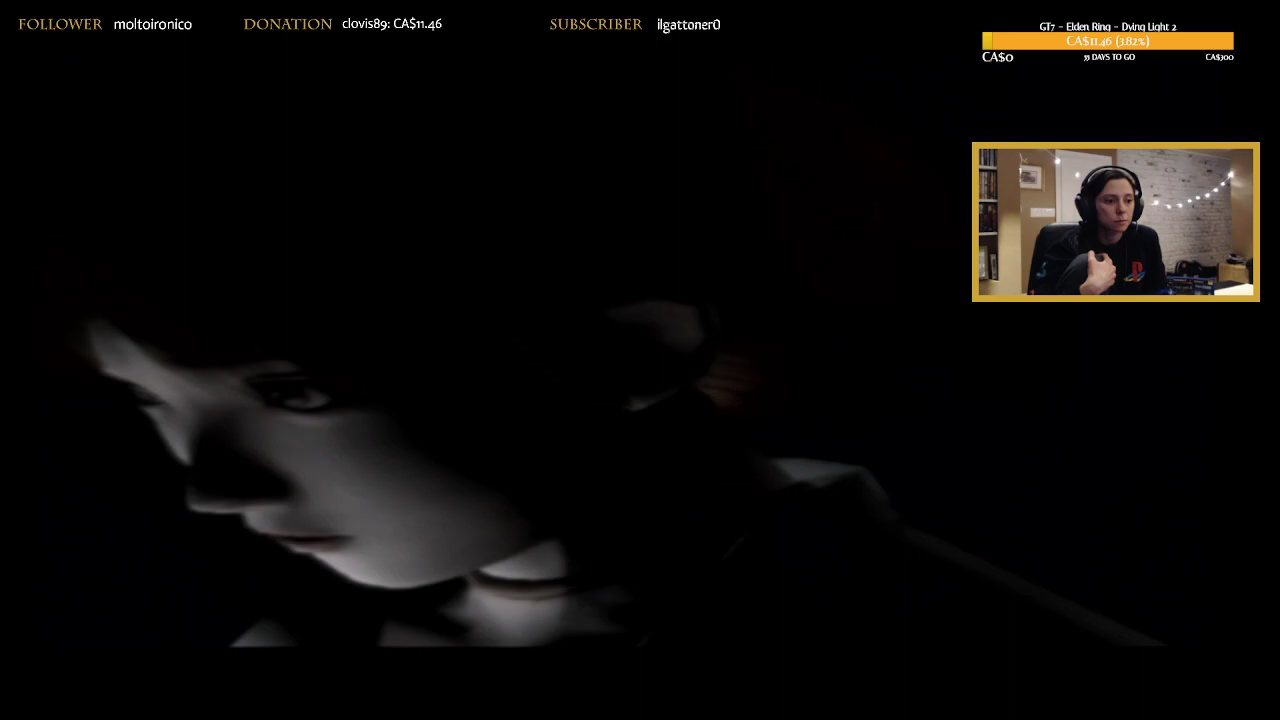 FOLLOWER moltoironico DONATION clovis89: CA$11.46 SUBSCRIBER ilgattoner0
GT7 - Elden Ring - Dying Light 2
CA$11.46 (3.82%)
CA$0 33 DAYS TO GO CA$300